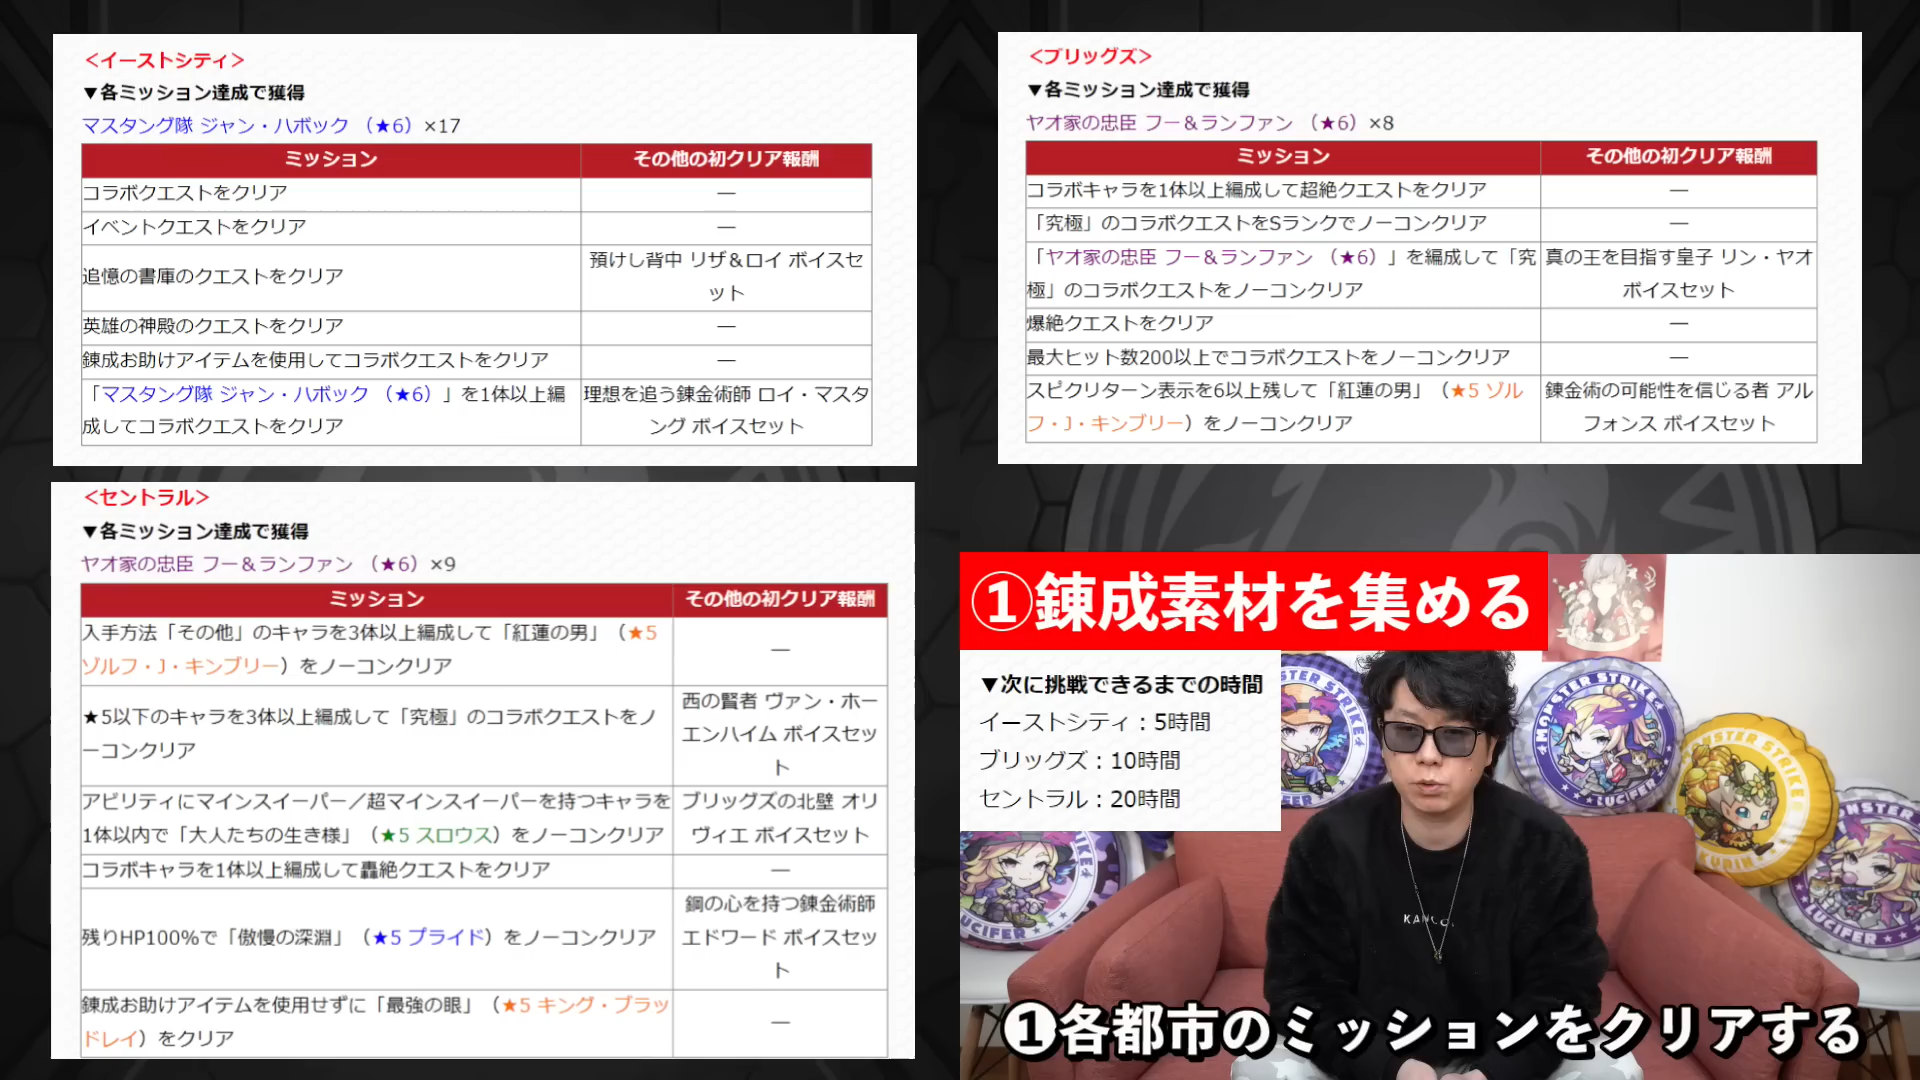 ＜イーストシティ＞
▼各ミッション達成で獲得
マスタング隊 ジャン・ハボック （★6）×17
ミッション
その他の初クリア報酬
コラボクエストをクリア
―
イベントクエストをクリア
―
追憶の書庫のクエストをクリア
預けし背中 リザ＆ロイ ボイスセ
ット
英雄の神殿のクエストをクリア
―
錬成お助けアイテムを使用してコラボクエストをクリア
―
「マスタング隊 ジャン・ハボック （★6）」を1体以上編
成してコラボクエストをクリア
理想を追う錬金術師 ロイ・マスタ
ング ボイスセット
＜ブリッグズ＞
▼各ミッション達成で獲得
ヤオ家の忠臣 フー＆ランファン （★6）×8
ミッション
その他の初クリア報酬
コラボキャラを1体以上編成して超絶クエストをクリア
―
「究極」のコラボクエストをSランクでノーコンクリア
―
「ヤオ家の忠臣 フー＆ランファン （★6）」を編成して「究
極」のコラボクエストをノーコンクリア
真の王を目指す皇子 リン・ヤオ
ボイスセット
爆絶クエストをクリア
―
最大ヒット数200以上でコラボクエストをノーコンクリア
―
スピクリターン表示を6以上残して「紅蓮の男」（★5 ゾル
フ・J・キンブリー）をノーコンクリア
錬金術の可能性を信じる者 アル
フォンス ボイスセット
＜セントラル＞
▼各ミッション達成で獲得
ヤオ家の忠臣 フー＆ランファン （★6）×9
ミッション
その他の初クリア報酬
入手方法「その他」のキャラを3体以上編成して「紅蓮の男」（★5
ゾルフ・J・キンブリー）をノーコンクリア
―
★5以下のキャラを3体以上編成して「究極」のコラボクエストをノ
ーコンクリア
西の賢者 ヴァン・ホー
エンハイム ボイスセッ
ト
アビリティにマインスイーパー／超マインスイーパーを持つキャラを
1体以内で「大人たちの生き様」（★5 スロウス）をノーコンクリア
ブリッグズの北壁 オリ
ヴィエ ボイスセット
コラボキャラを1体以上編成して轟絶クエストをクリア
―
残りHP100%で「傲慢の深淵」（★5 プライド）をノーコンクリア
鋼の心を持つ錬金術師
エドワード ボイスセッ
ト
錬成お助けアイテムを使用せずに「最強の眼」（★5 キング・ブラッ
ドレイ）をクリア
―
①錬成素材を集める
▼次に挑戦できるまでの時間
イーストシティ：5時間
ブリッグズ：10時間
セントラル：20時間
STER STRIKE
MONSTER STRIKE
LUCIFER
LUCIFER
LUCIFER
KUBIN
❶各都市のミッションをクリアする